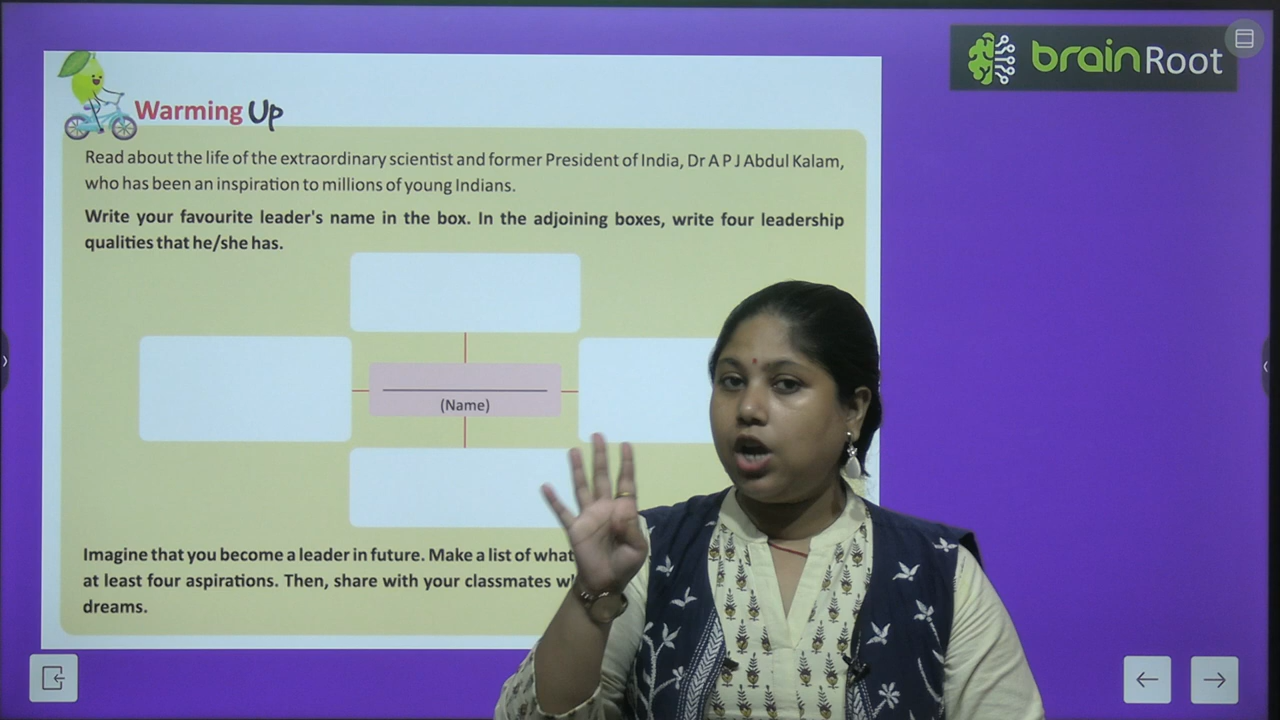 brainRoot
Warming Up
Read about the life of the extraordinary scientist and former President of India, Dr A P J Abdul Kalam,
who has been an inspiration to millions of young Indians.
Write your favourite leader's name in the box. In the adjoining boxes, write four leadership
qualities that he/she has.
(Name)
Imagine that you become a leader in future. Make a list of what
at least four aspirations. Then, share with your classmates
dreams.